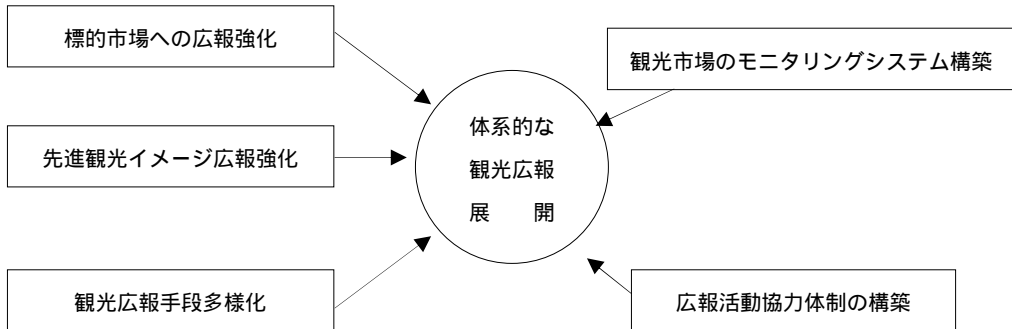 標的市場への広報強化
観光市場のモニタリングシステム構築
体系的な
観光広報
展　開
先進観光イメージ広報強化
観光広報手段多様化
広報活動協力体制の構築